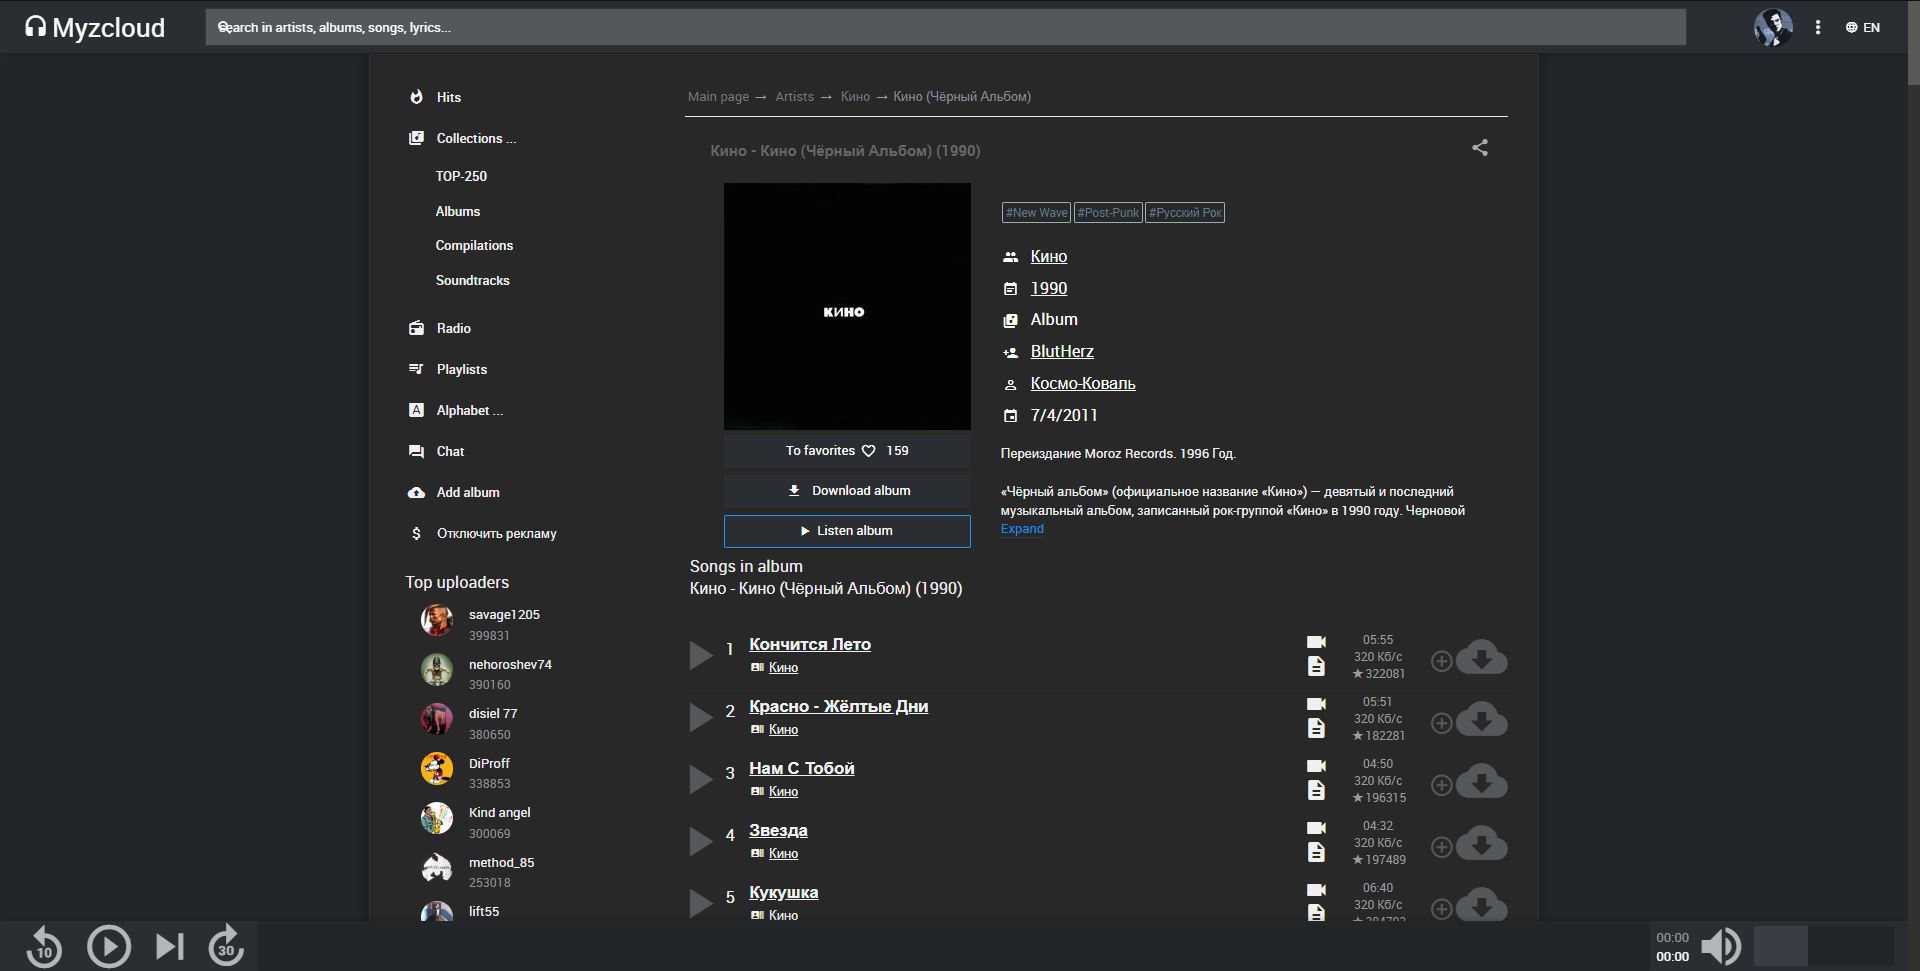 Myzcloud
Search in artists, albums, songs, lyrics...
EN
Hits
Collections ...
TOP-250
Albums
Compilations
Soundtracks
Radio
Playlists
Alphabet ...
Chat
Add album
Отключить рекламу
Top uploaders
savage1205
399831
nehoroshev74
390160
disiel 77
380650
DiProff
338853
Kind angel
300069
method_85
253018
lift55
Main page → Artists → Кино → Кино (Чёрный Альбом)
Кино - Кино (Чёрный Альбом) (1990)
КИНО
To favorites 159
Download album
Listen album
#New Wave #Post-Punk #Русский Рок
Кино
1990
Album
BlutHerz
Космо-Коваль
7/4/2011
Переиздание Moroz Records. 1996 Год.
«Чёрный альбом» (официальное название «Кино») — девятый и последний
музыкальный альбом, записанный рок-группой «Кино» в 1990 году. Черновой
Expand
Songs in album
Кино - Кино (Чёрный Альбом) (1990)
1 Кончится Лето
Кино
05:55
320 Кб/с
★322081
2 Красно - Жёлтые Дни
Кино
05:51
320 Кб/с
★182281
3 Нам С Тобой
Кино
04:50
320 Кб/с
★196315
4 Звезда
Кино
04:32
320 Кб/с
★197489
5 Кукушка
Кино
06:40
320 Кб/с
10
30
00:00
00:00